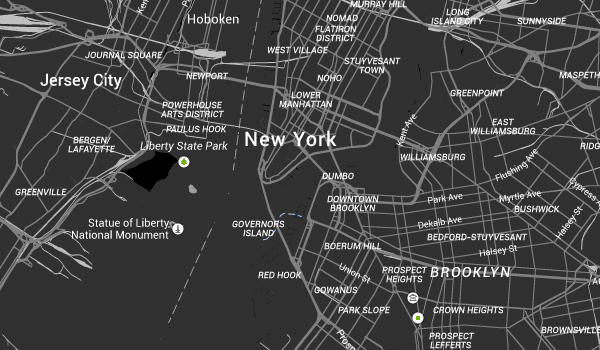 MURRAY HILL
Hoboken
NOMAD
LONG
ISLAND CITY
SUNNYSIDE
FLATIRON
DISTRICT
JOURNAL SQUARE
WEST VILLAGE
STUYVESANT
TOWN
Jersey City
NEWPORT
NOHO
MASPETH
GREENPOINT
LOWER
MANHATTAN
POWERHOUSE
ARTS DISTRICT
PAULUS HOOK
EAST
WILLIAMSBURG
Kent Ave
New York
BERGEN/
LAFAYETTE
Liberty State Park
RIDG
WILLIAMSBURG
Flushing Ave
DUMBO
GREENVILLE
DOWNTOWN
BROOKLYN
Park Ave
Myrtle Ave
Cypress
BUSHWICK
Statue of Liberty
National Monument
GOVERNORS
ISLAND
Dekalb Ave
Halsey St
BEDFORD-STUYVESANT
BOERUM HILL
Halsey St
RED HOOK
Union St
PROSPECT
HEIGHTS
BROOKLYN
GOWANUS
PARK SLOPE
CROWN HEIGHTS
BROWNSVILLE
PROSPECT
LEFFERTS